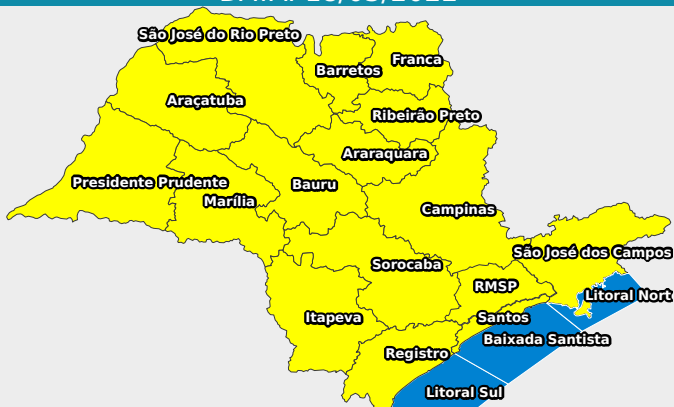 São José do Rio Preto
Franca
Barretos
Araçatuba
Ribeirão Preto
Araraquara
Presidente Prudente
Bauru
Marília
Campinas
São José dos Campos
Sorocaba
RMSP
Litoral Nort
Itapeva
Santos
Baixada Santista
Registro
Litoral Sul